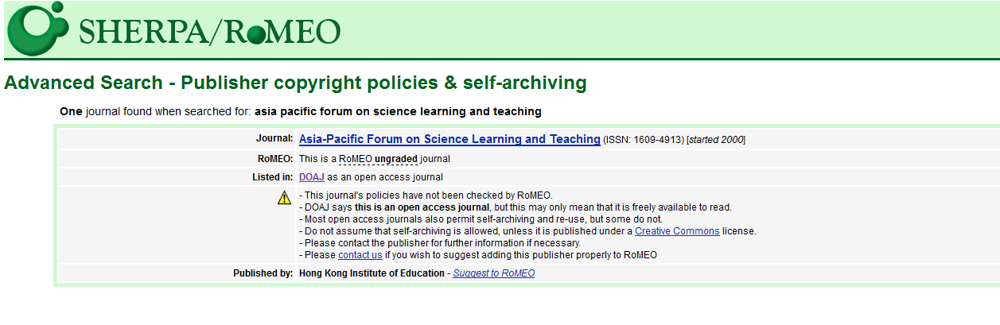 SHERPA/RoMEO
Advanced Search - Publisher copyright policies & self-archiving
One journal found when searched for: asia pacific forum on science learning and teaching
Journal: Asia-Pacific Forum on Science Learning and Teaching (ISSN: 1609-4913) [started 2000]
RoMEO: This is a RoMEO ungraded journal
Listed in: DOAJ as an open access journal
- This journal's policies have not been checked by RoMEO.
- DOAJ says this is an open access journal, but this may only mean that it is freely available to read.
- Most open access journals also permit self-archiving and re-use, but some do not.
- Do not assume that self-archiving is allowed, unless it is published under a Creative Commons license.
- Please contact the publisher for further information if necessary.
- Please contact us if you wish to suggest adding this publisher properly to RoMEO
Published by: Hong Kong Institute of Education - Suggest to RoMEO